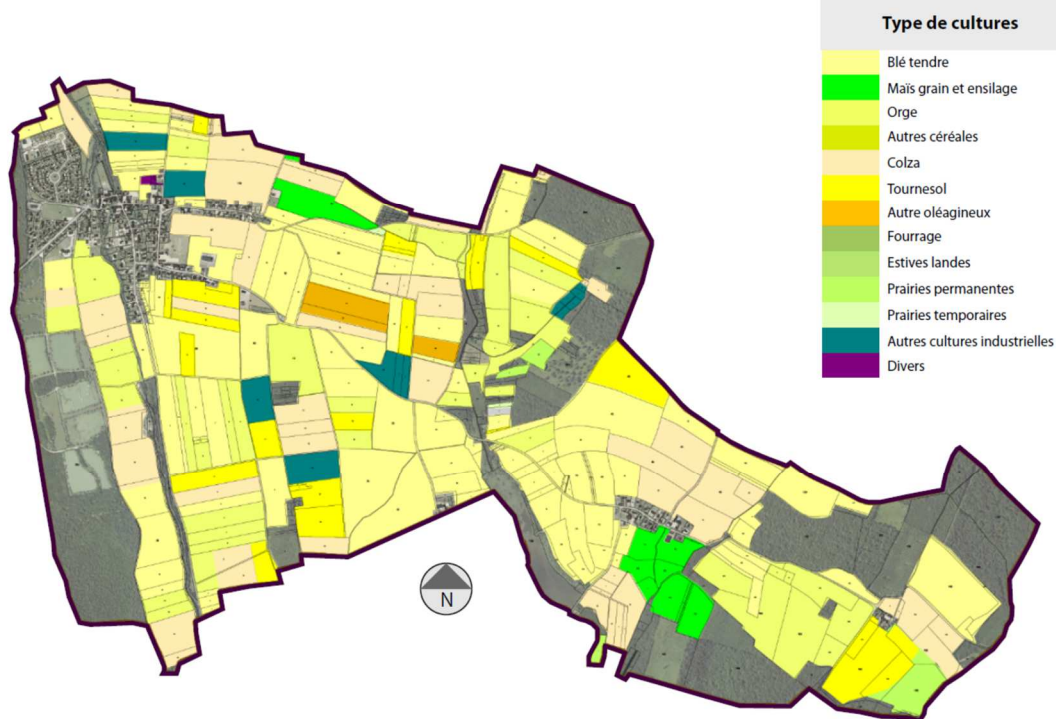 Type de cultures
Blé tendre
Maïs grain et ensilage
Orge
Autres céréales
Colza
Tournesol
Autre oléagineux
Fourrage
Estives landes
Prairies permanentes
Prairies temporaires
Autres cultures industrielles
Divers
N